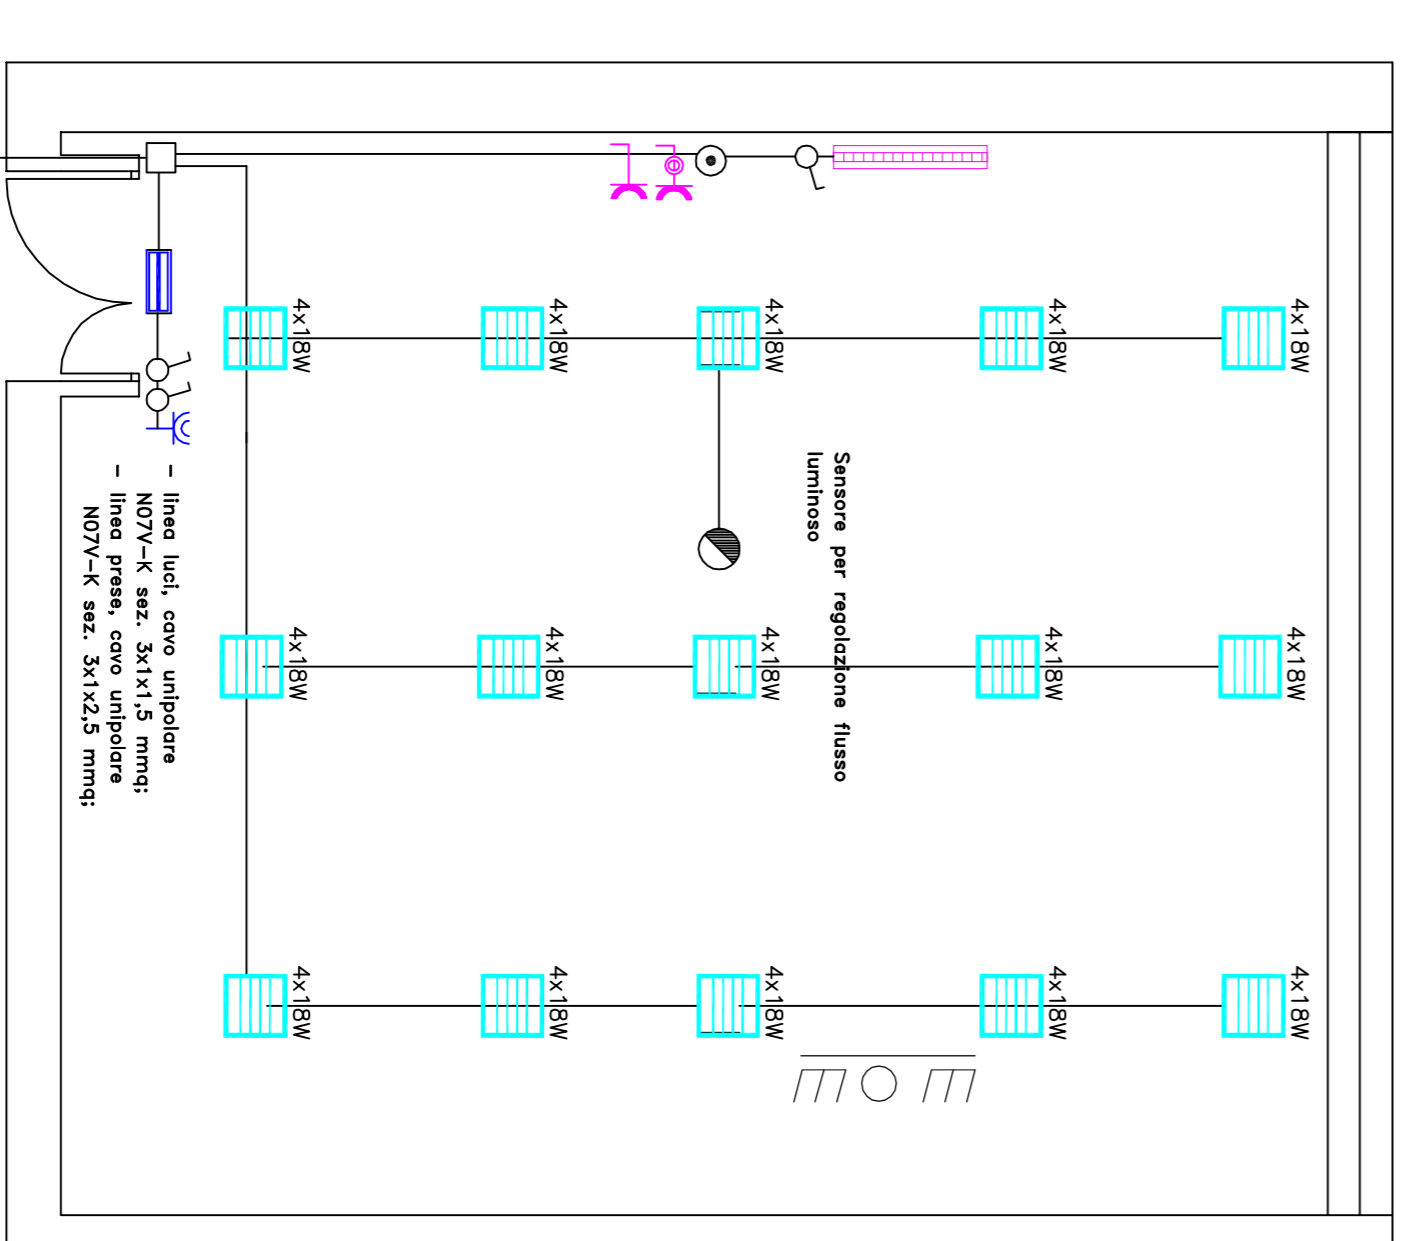 4x18W
4x18W
4x18W
4x18W
4x18W
Sensore per regolazione flusso
luminoso
- linea luci, cavo unipolare
N07V-K sez. 3x1x1,5 mmq;
- linea prese, cavo unipolare
N07V-K sez. 3x1x2,5 mmq;
4x18W
4x18W
4x18W
4x18W
4x18W
4x18W
4x18W
4x18W
4x18W
4x18W